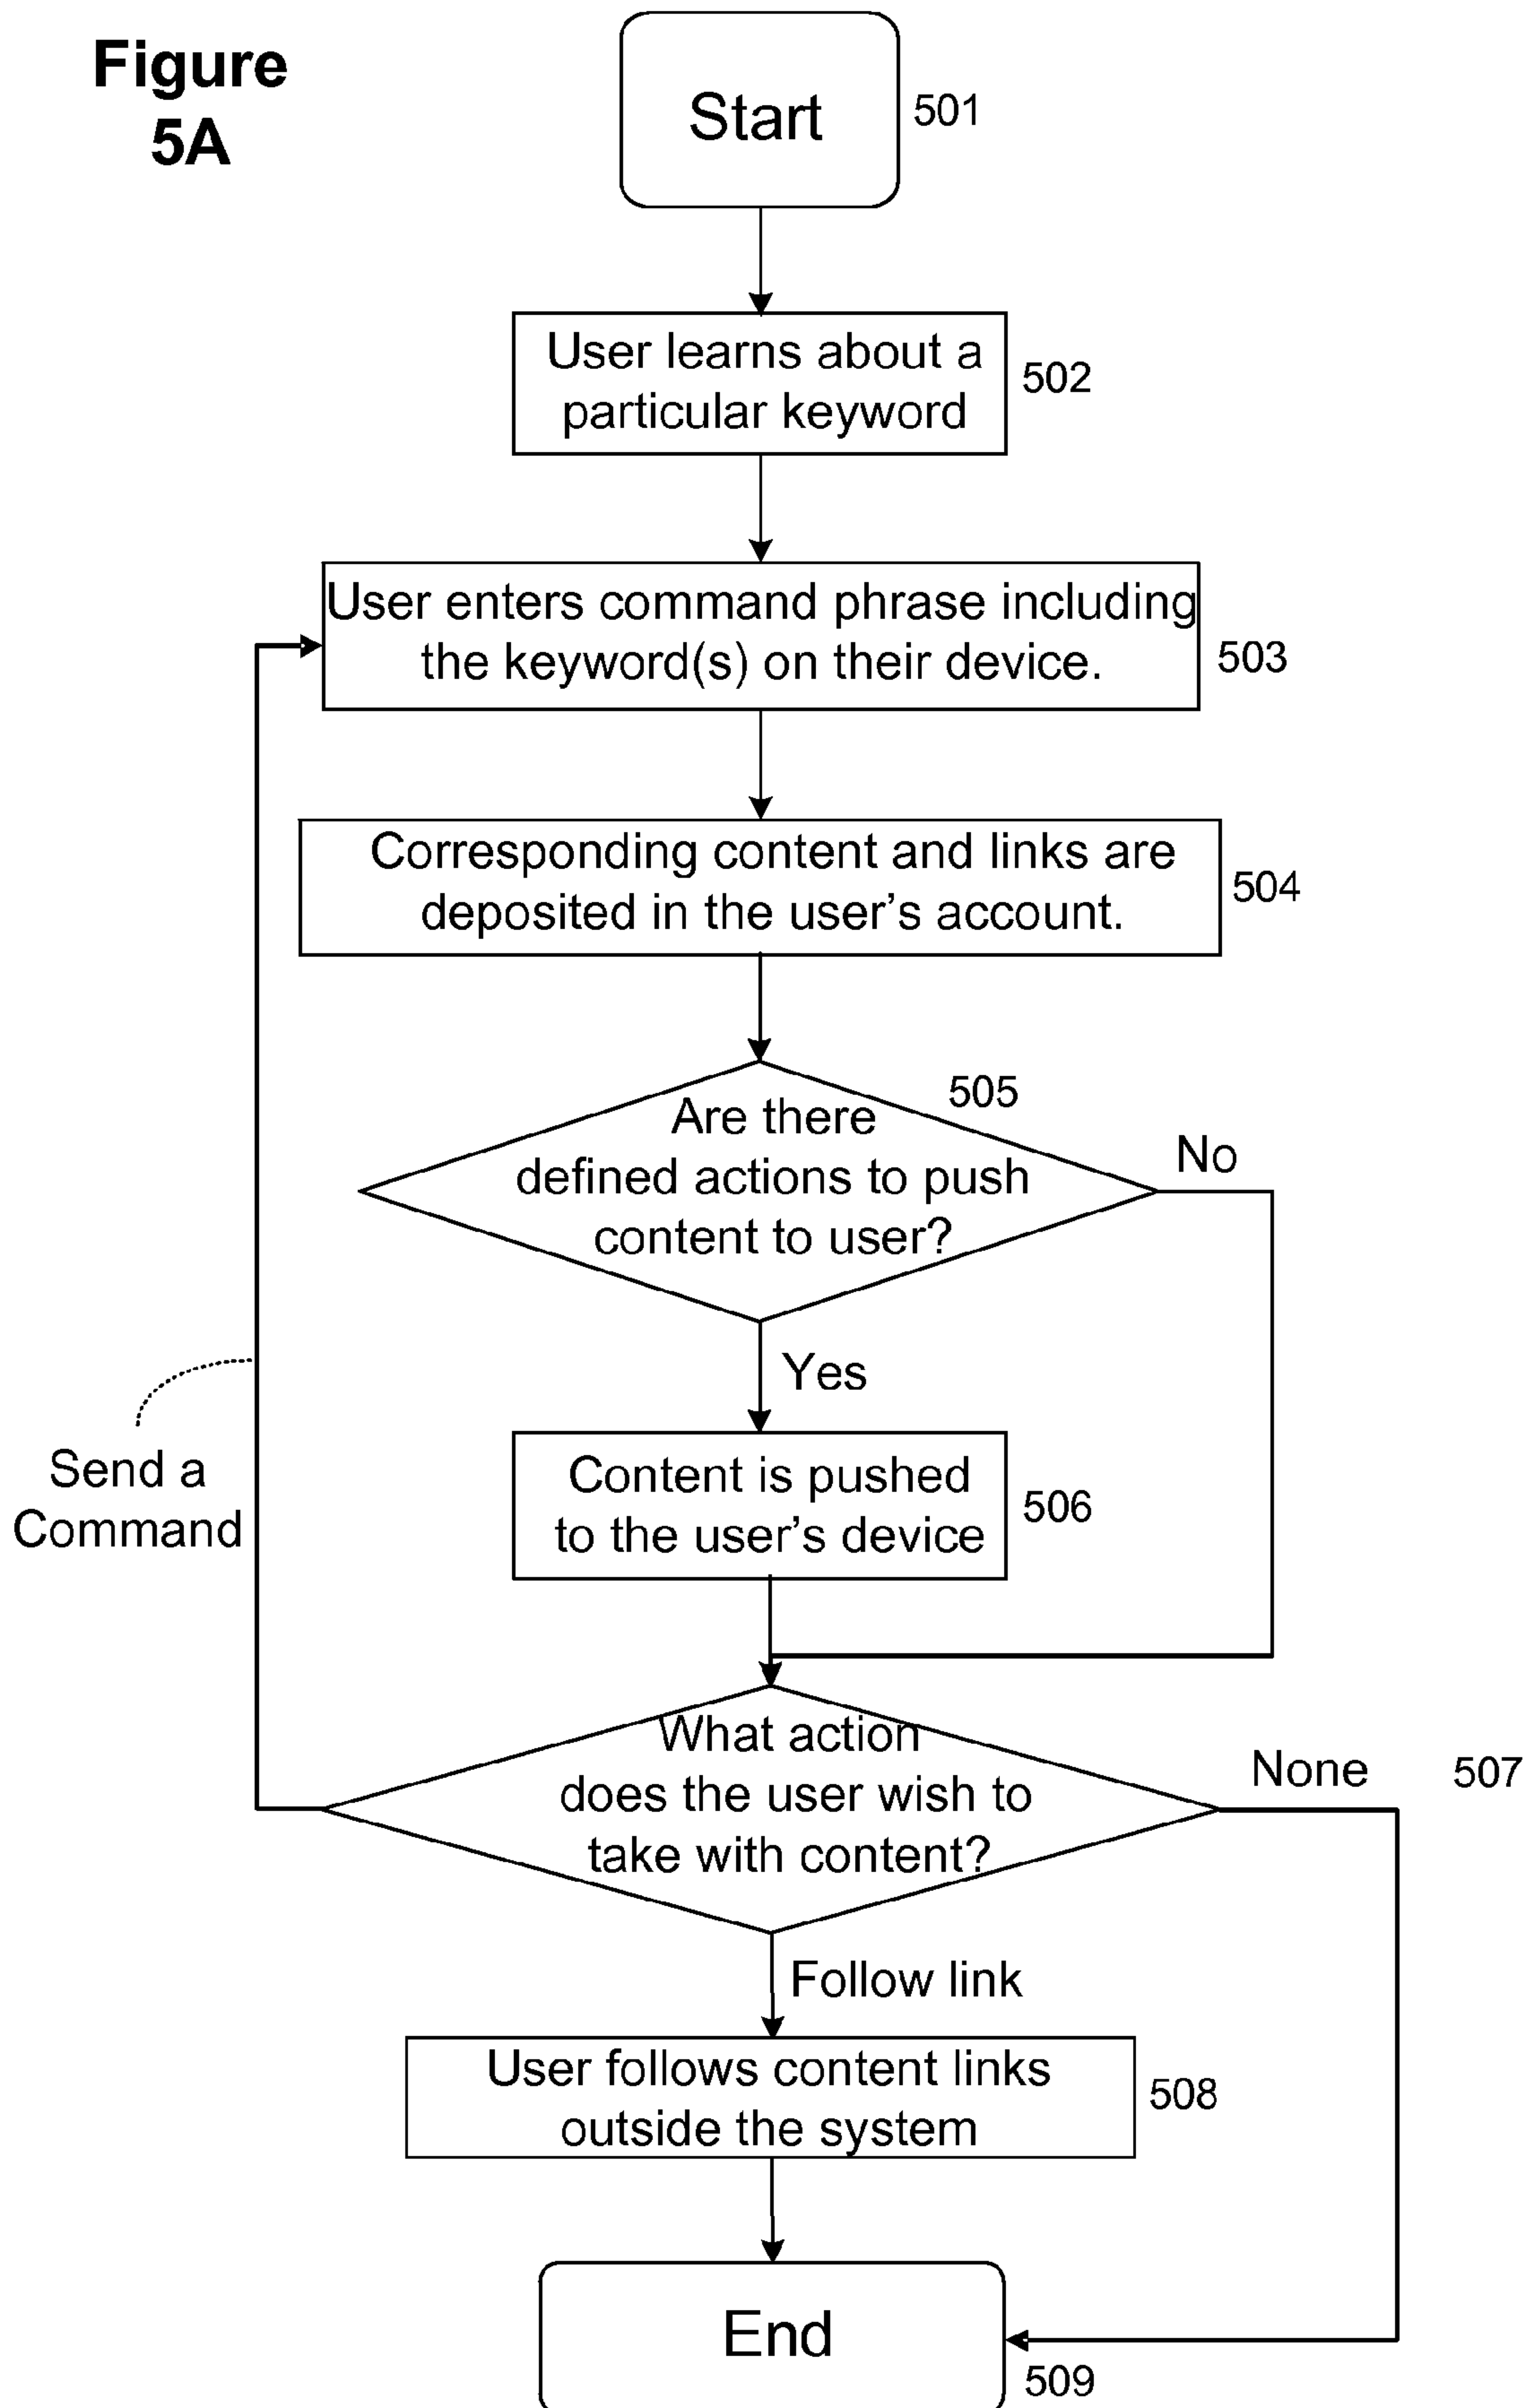 Figure
5A
Start
501
User learns about a
particular keyword
502
User enters command phrase including
the keyword(s) on their device.
503
Corresponding content and links are
deposited in the user’s account.
504
505
Are there
defined actions to push
content to user?
No
Yes
Send a
Command
Content is pushed
to the user’s device
506
What action
does the user wish to
take with content?
None
507
Follow link
User follows content links
outside the system
508
End
509